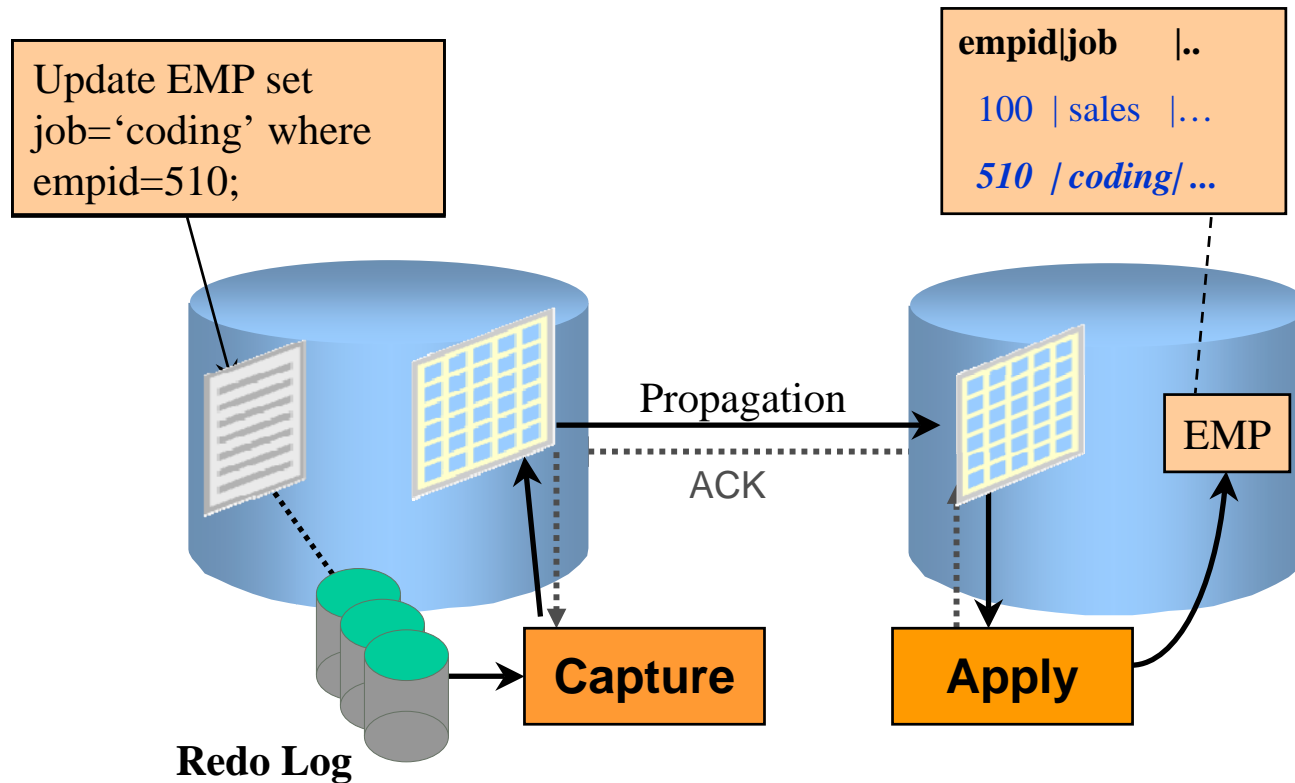 Update EMP set
job=‘coding’ where
empid=510;
empid|job |..
100 | sales |…
510 | coding| ...
Propagation
ACK
EMP
Capture
Apply
Redo Log